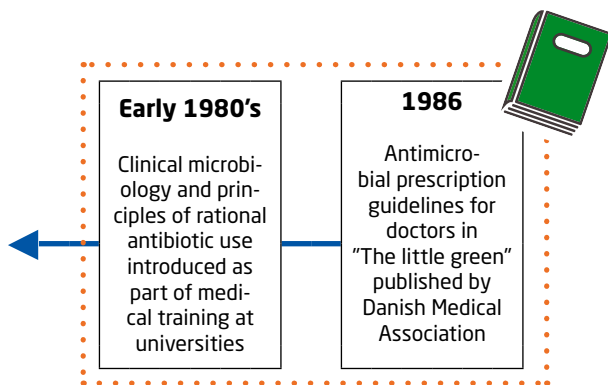 Early 1980's
Clinical microbi-
ology and prin-
ciples of rational
antibiotic use
introduced as
part of medi-
cal training at
universities
1986
Antimicro-
bial prescription
guidelines for
doctors in
"The little green"
published by
Danish Medical
Association